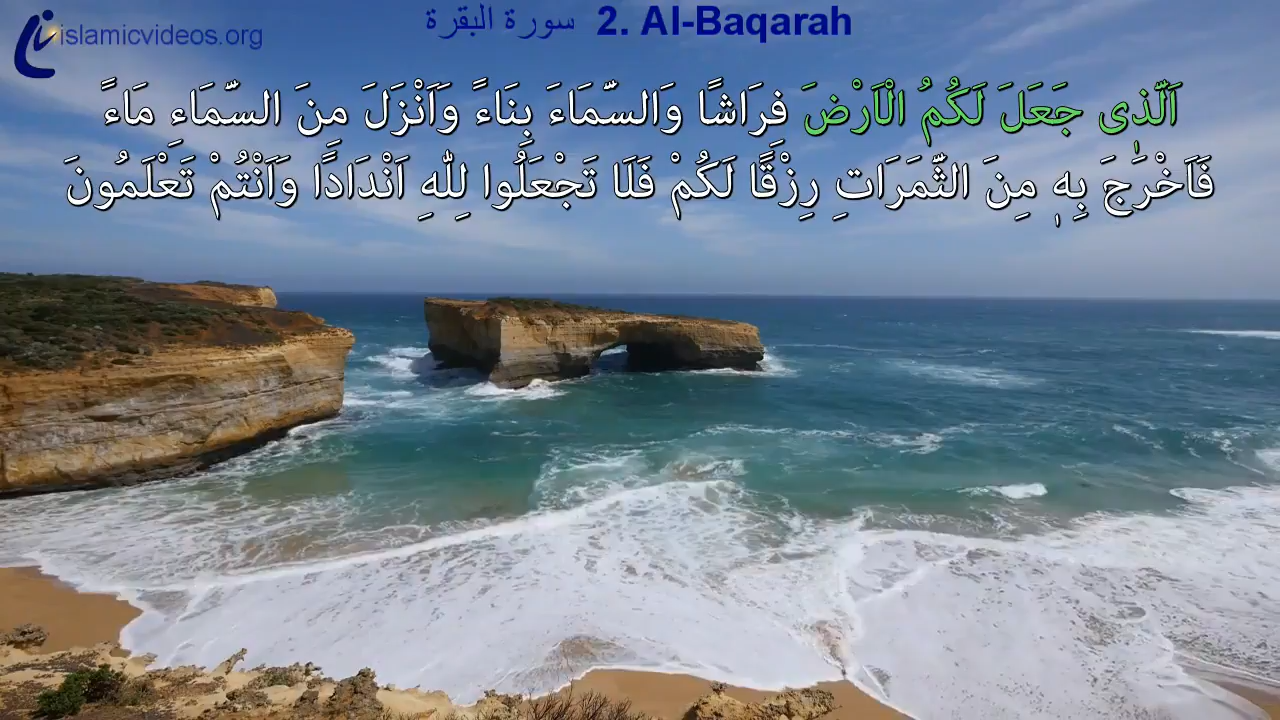 islamicvideos.org
سورة البقرة 2. Al-Baqarah
اَلَّذٖى جَعَلَ لَكُمُ الْاَرْضَ فِرَاشًا وَالسَّمَاءَ بِنَاءً وَاَنْزَلَ مِنَ السَّمَاءِ مَاءً
فَاَخْرَجَ بِهٖ مِنَ الثَّمَرَاتِ رِزْقًا لَكُمْ فَلَا تَجْعَلُوا لِلّٰهِ اَنْدَادًا وَاَنْتُمْ تَعْلَمُونَ